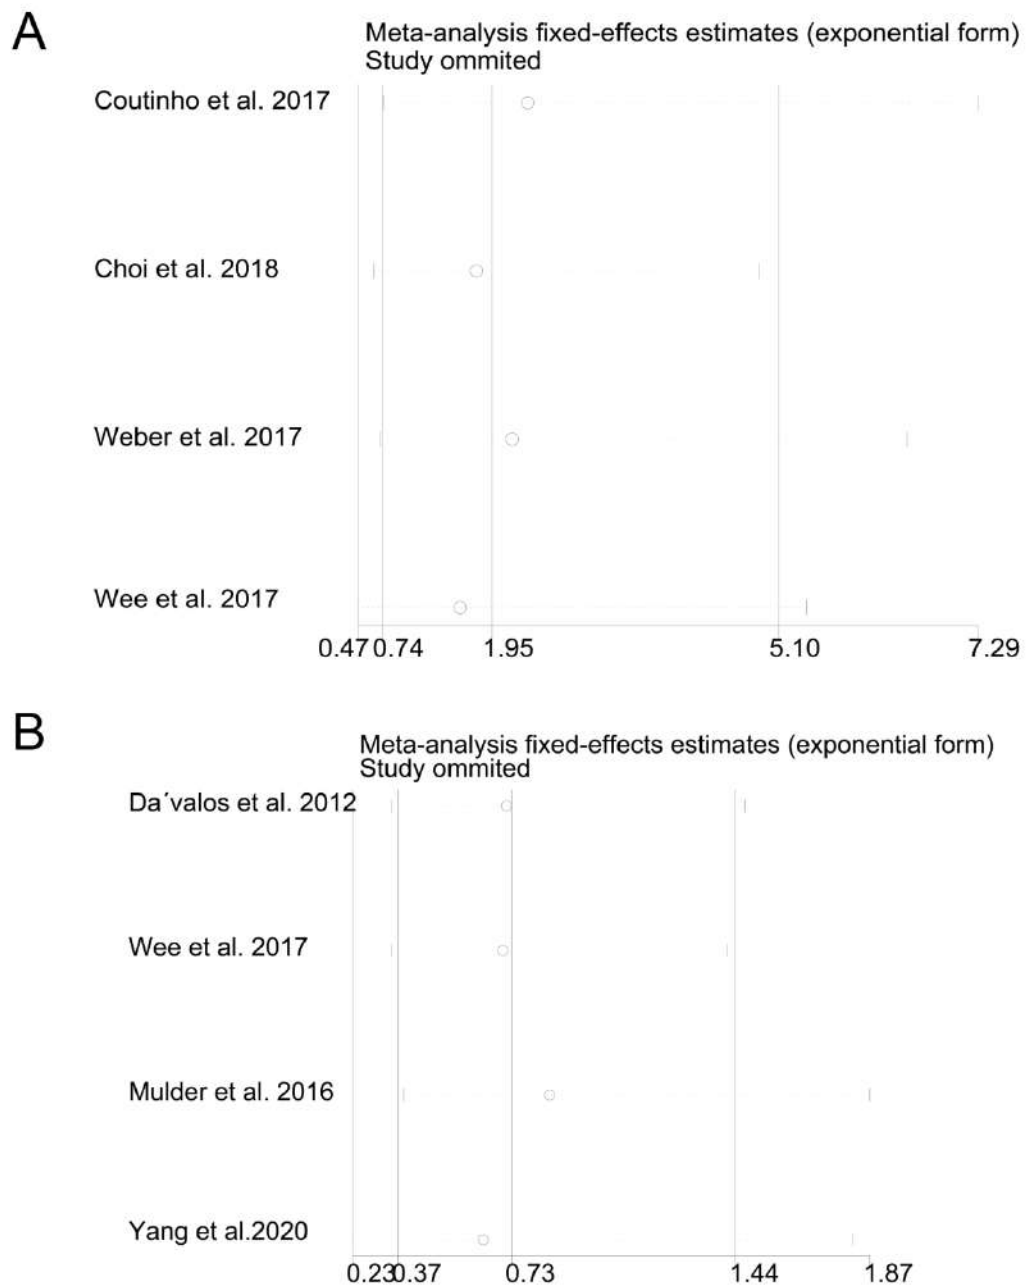 A
Meta-analysis fixed-effects estimates (exponential form)
Study ommited
Coutinho et al. 2017
Choi et al. 2018
Weber et al. 2017
Wee et al. 2017
0.47 0.74 1.95 5.10 7.29
B
Meta-analysis fixed-effects estimates (exponential form)
Study ommited
Da´valos et al. 2012
Wee et al. 2017
Mulder et al. 2016
Yang et al.2020
0.23 0.37 0.73 1.44 1.87